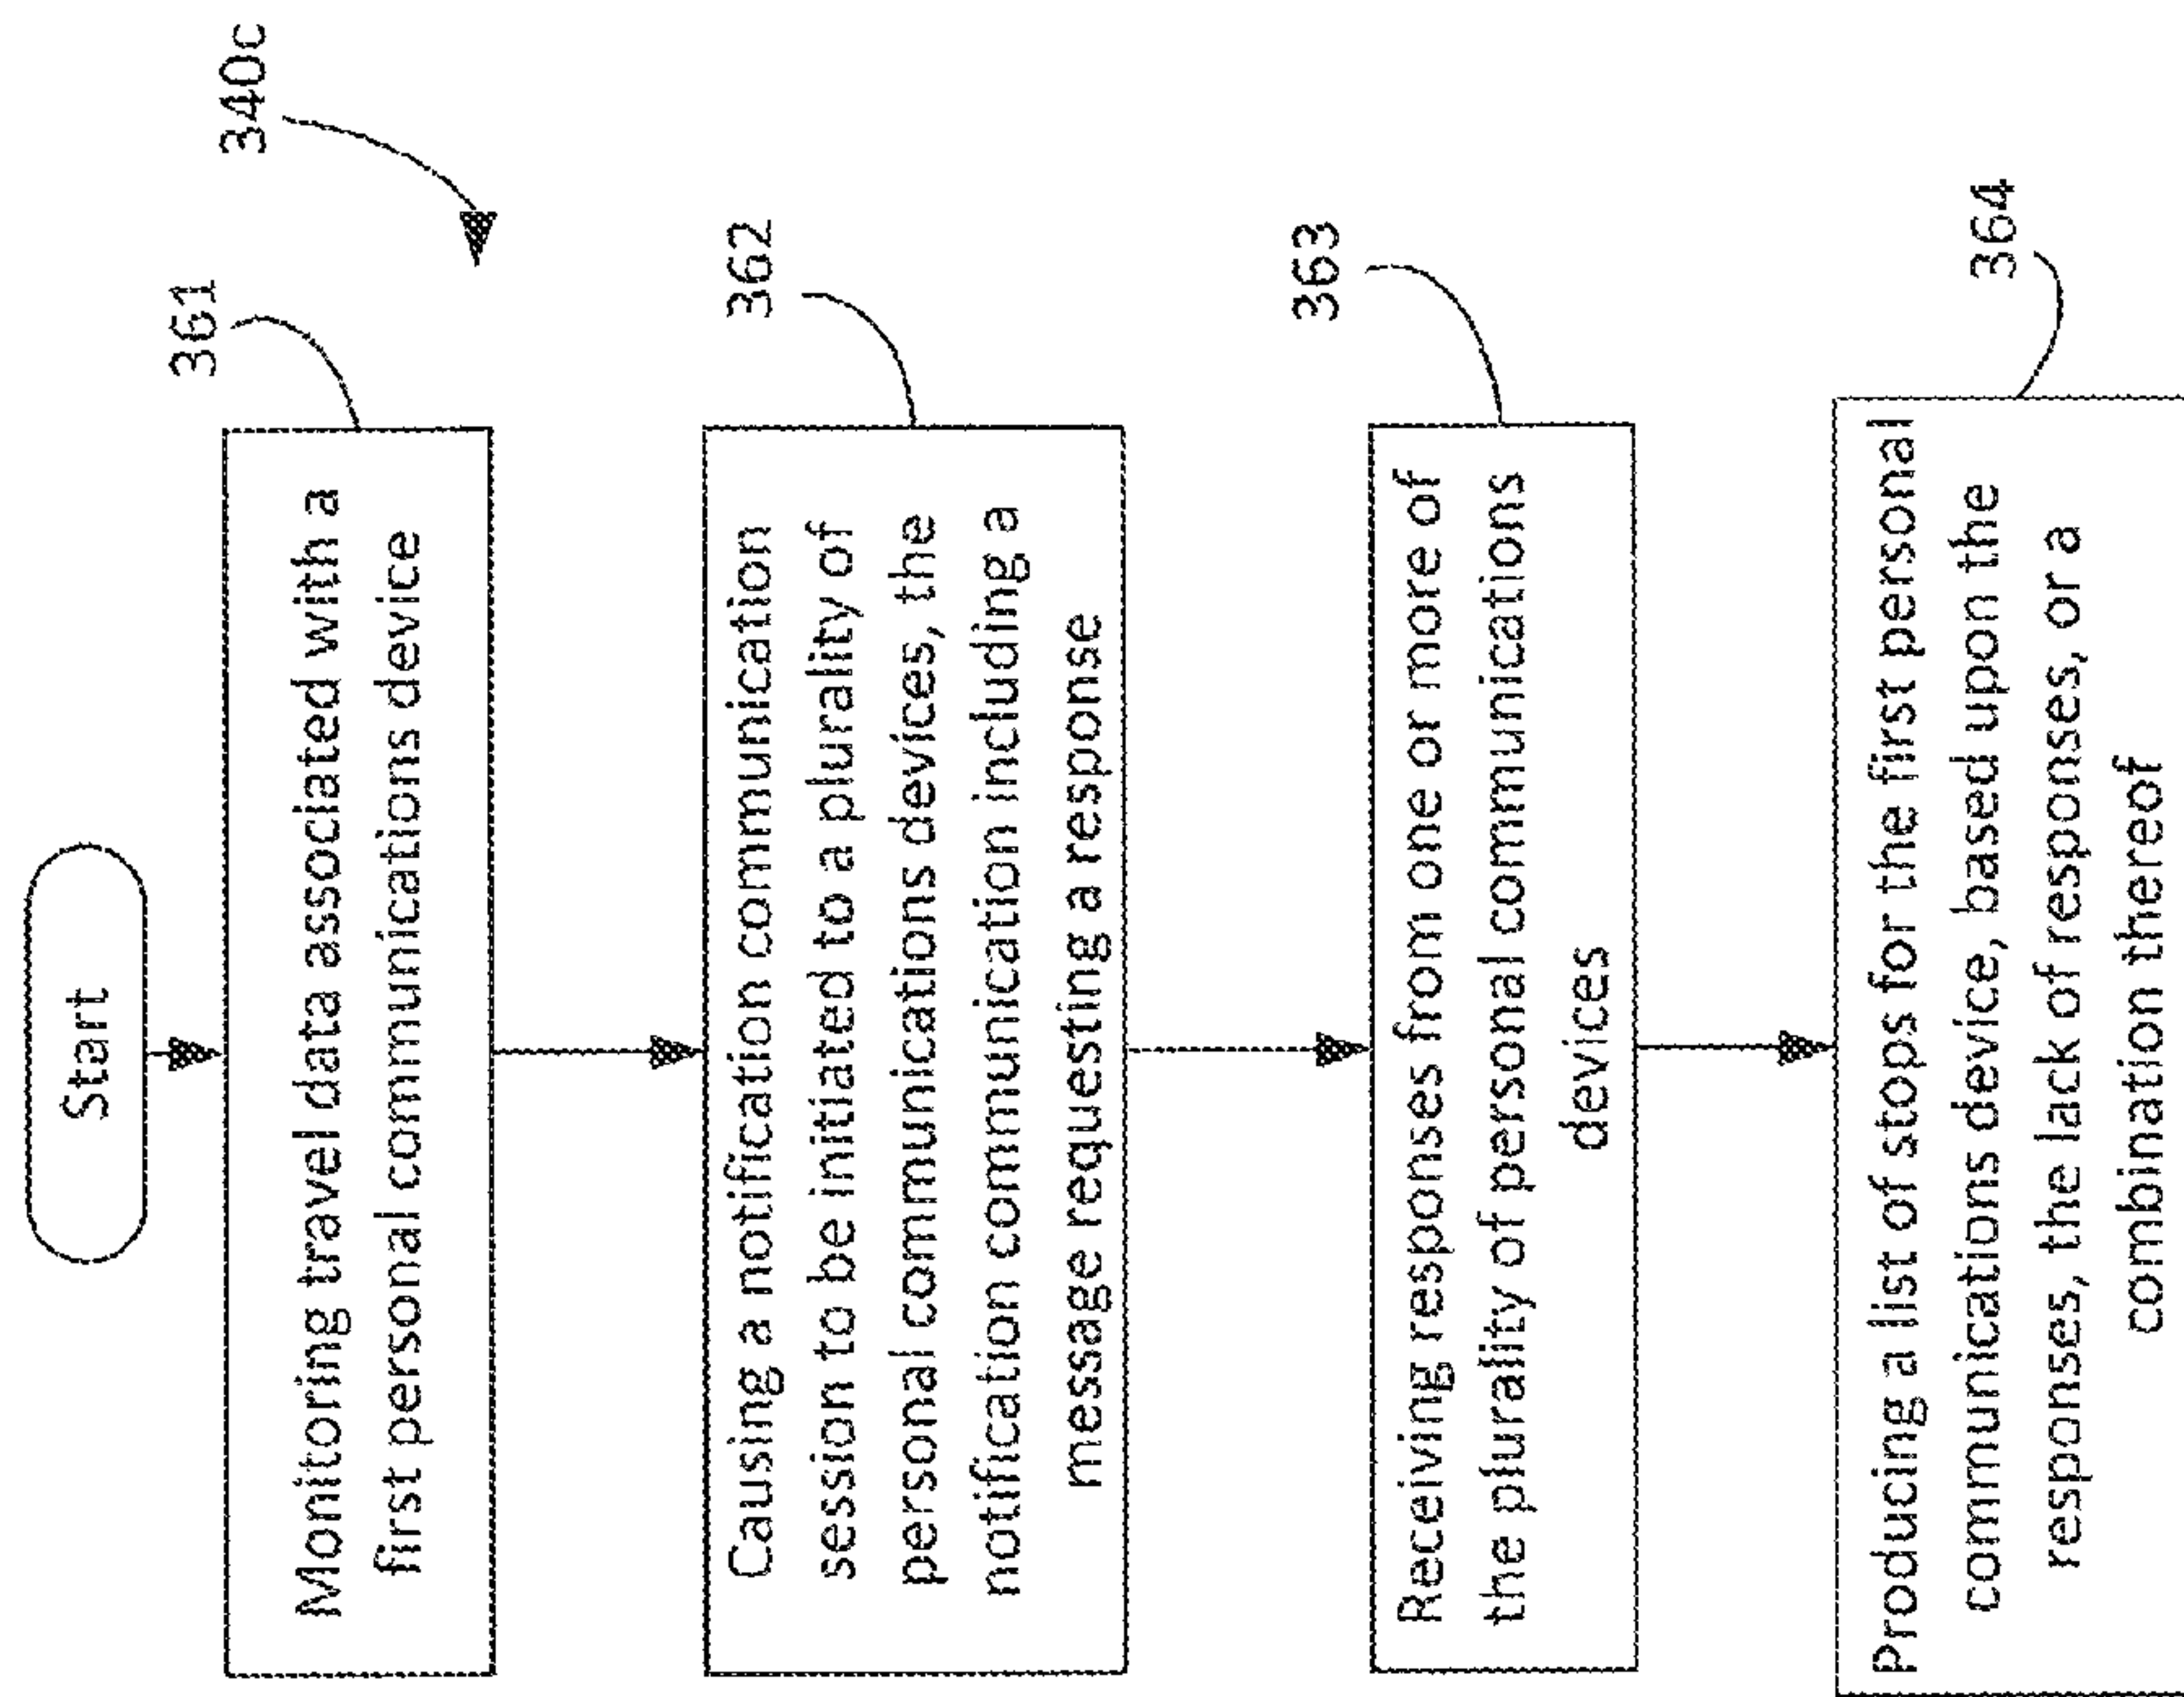 340c
Start
361
Monitoring travel data associated with a
first personal communications device
362
Causing a notification communication
session to be initiated to a plurality of
personal communications devices, the
notification communication including a
message requesting a response
363
Receiving responses from one or more of
the plurality of personal communications
devices
364
Producing a list of stops for the first personal
communications device, based upon the
responses, the lack of responses, or a
combination thereof